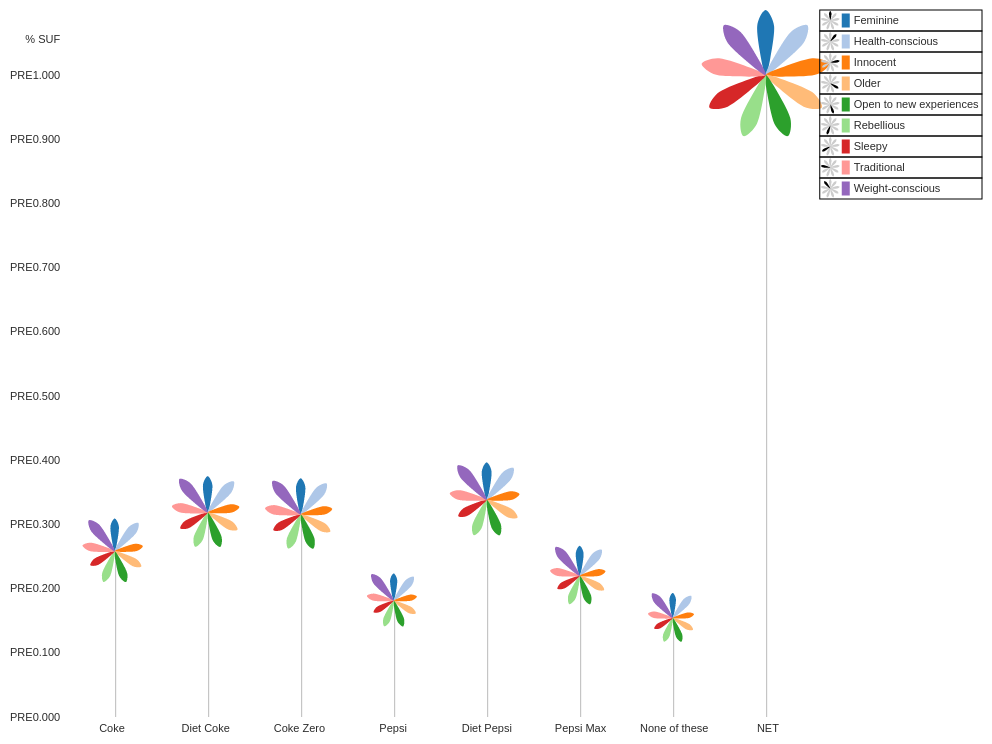 % SUF
PRE1.000
PRE0.900
PRE0.800
PRE0.700
PRE0.600
PRE0.500
PRE0.400
PRE0.300
PRE0.200
PRE0.100
PRE0.000
Coke
Diet Coke
Coke Zero
Pepsi
Diet Pepsi
Pepsi Max
None of these
NET
Feminine
Health-conscious
Innocent
Older
Open to new experiences
Rebellious
Sleepy
Traditional
Weight-conscious